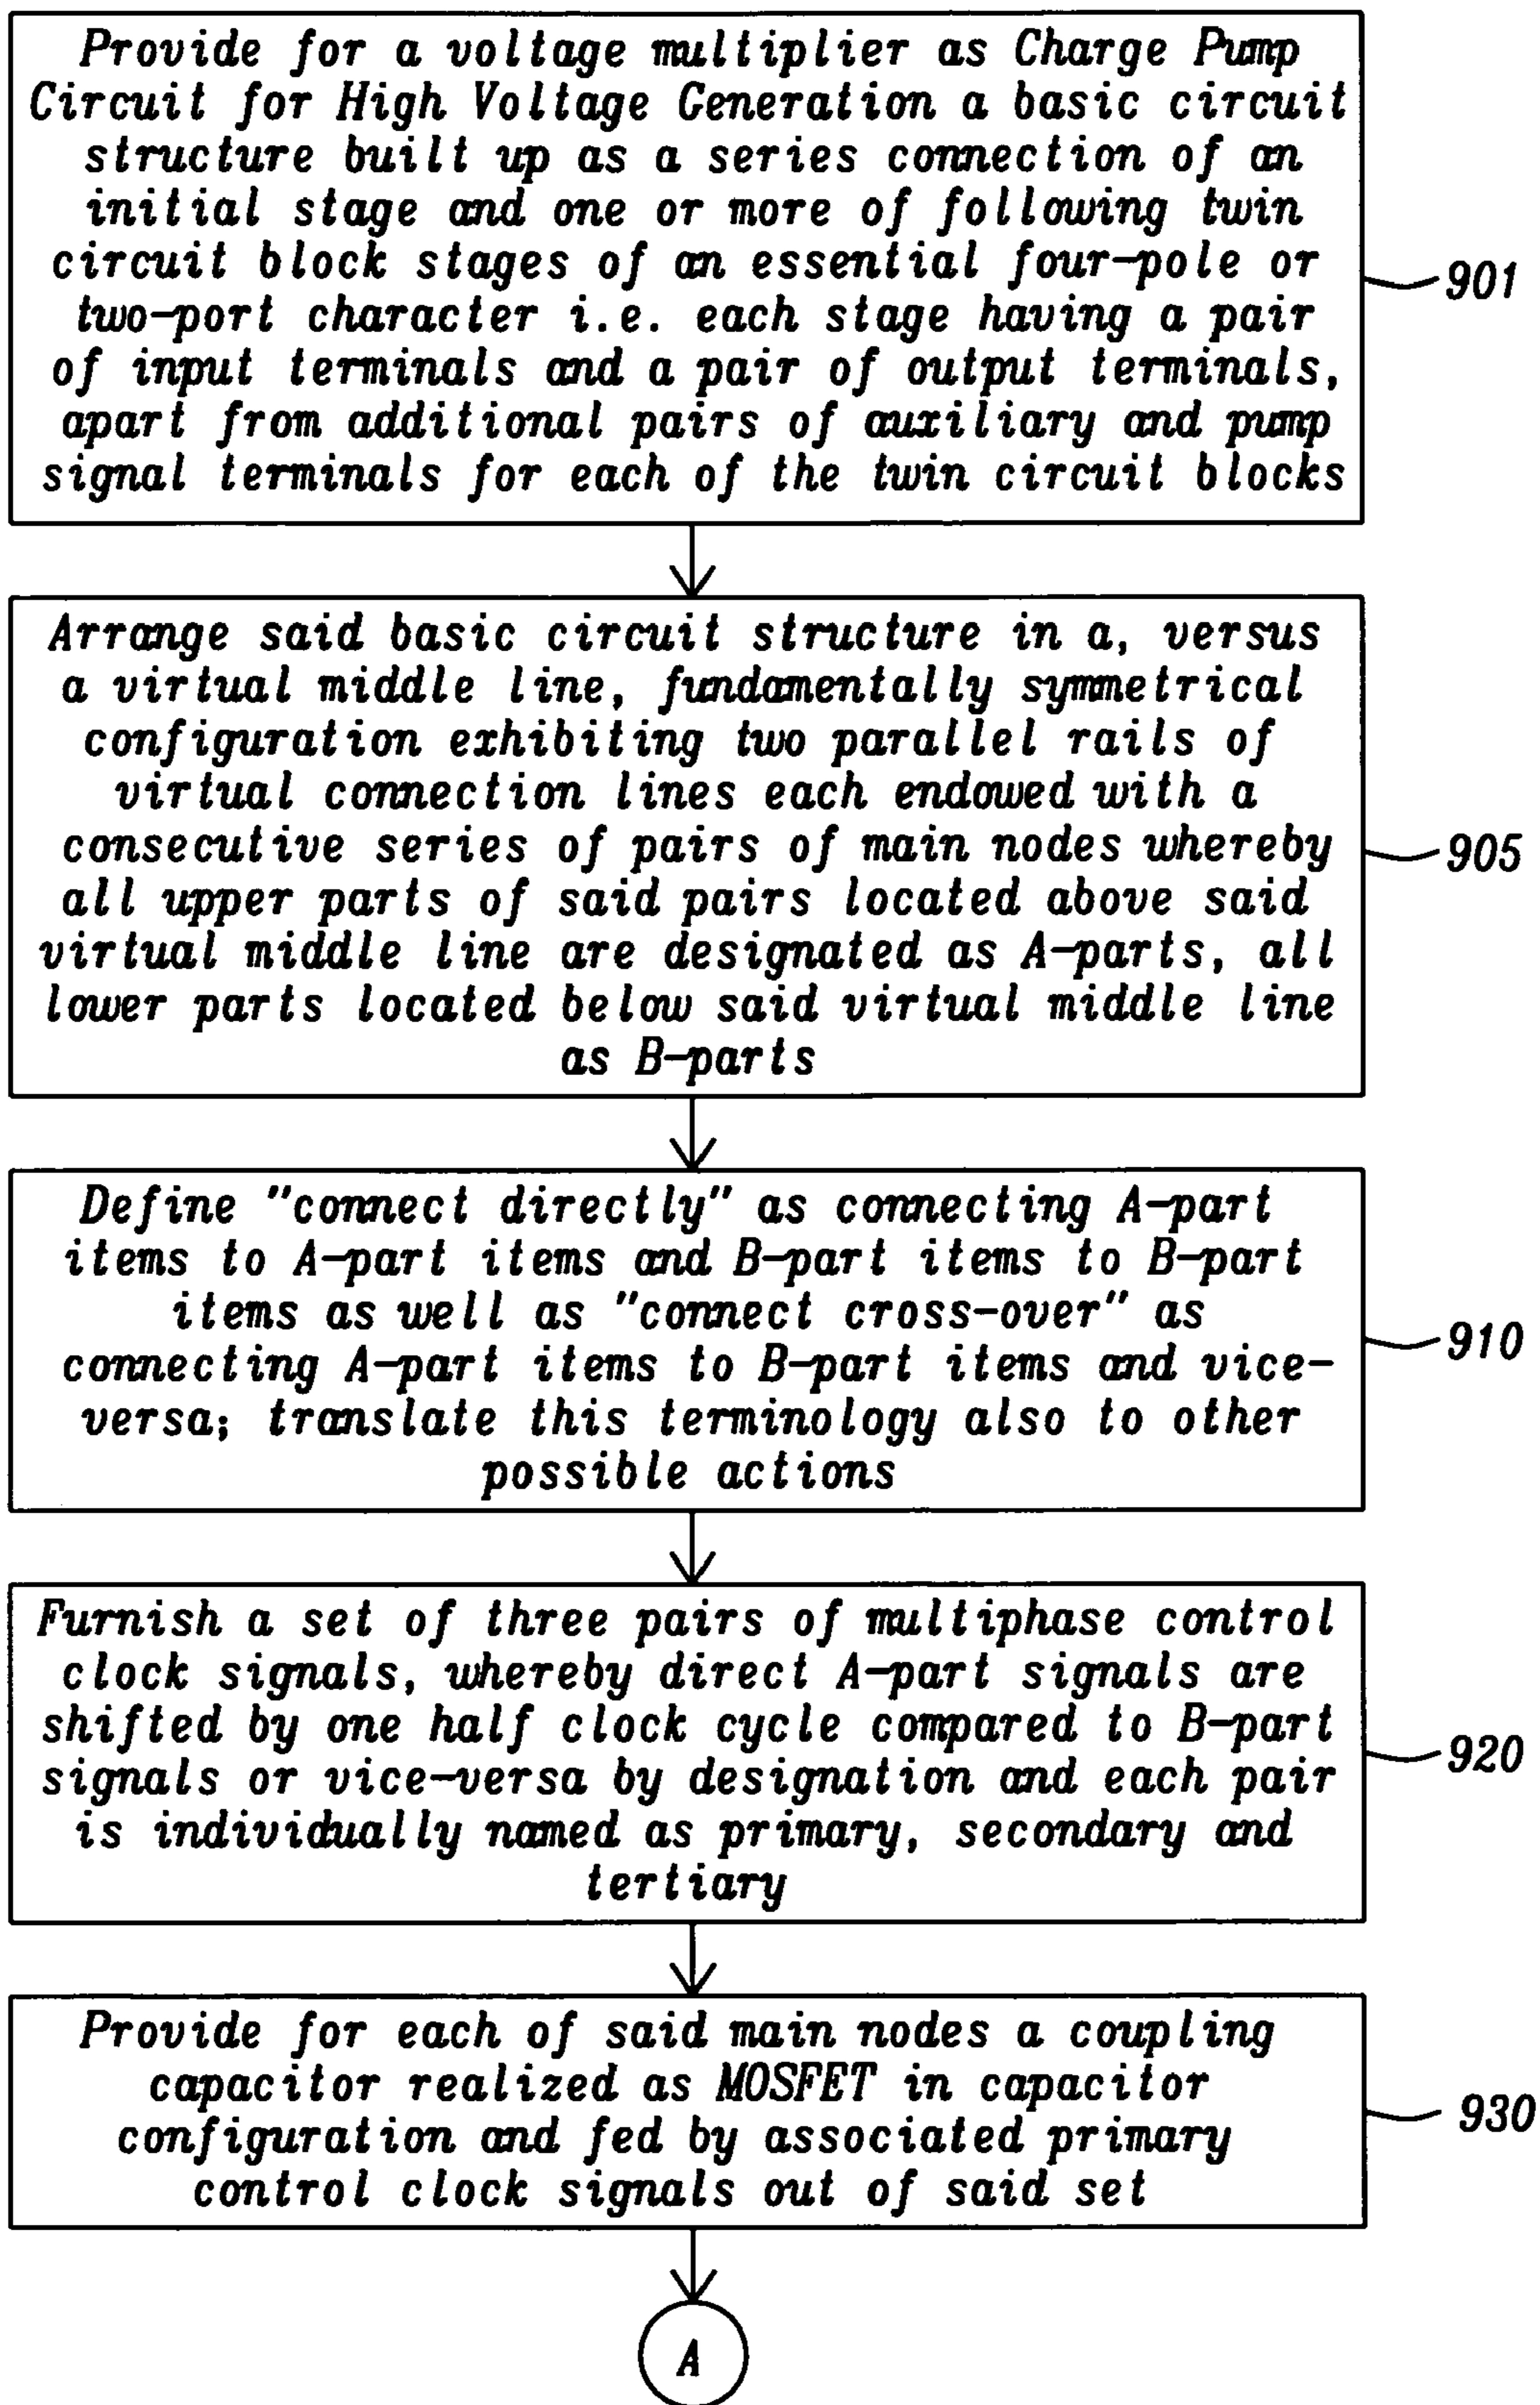 Provide for a voltage multiplier as Charge Pump
Circuit for High Voltage Generation a basic circuit
structure built up as a series connection of an
initial stage and one or more of following twin
circuit block stages of an essential four-pole or
two-port character i.e. each stage having a pair
of input terminals and a pair of output terminals,
apart from additional pairs of auxiliary and pump
signal terminals for each of the twin circuit blocks
901
Arrange said basic circuit structure in a, versus
a virtual middle line, fundamentally symmetrical
configuration exhibiting two parallel rails of
virtual connection lines each endowed with a
consecutive series of pairs of main nodes whereby
all upper parts of said pairs located above said
virtual middle line are designated as A-parts, all
lower parts located below said virtual middle line
as B-parts
905
Define "connect directly" as connecting A-part
items to A-part items and B-part items to B-part
items as well as "connect cross-over" as
connecting A-part items to B-part items and vice-
versa; translate this terminology also to other
possible actions
910
Furnish a set of three pairs of multiphase control
clock signals, whereby direct A-part signals are
shifted by one half clock cycle compared to B-part
signals or vice-versa by designation and each pair
is individually named as primary, secondary and
tertiary
920
Provide for each of said main nodes a coupling
capacitor realized as MOSFET in capacitor
configuration and fed by associated primary
control clock signals out of said set
930
A